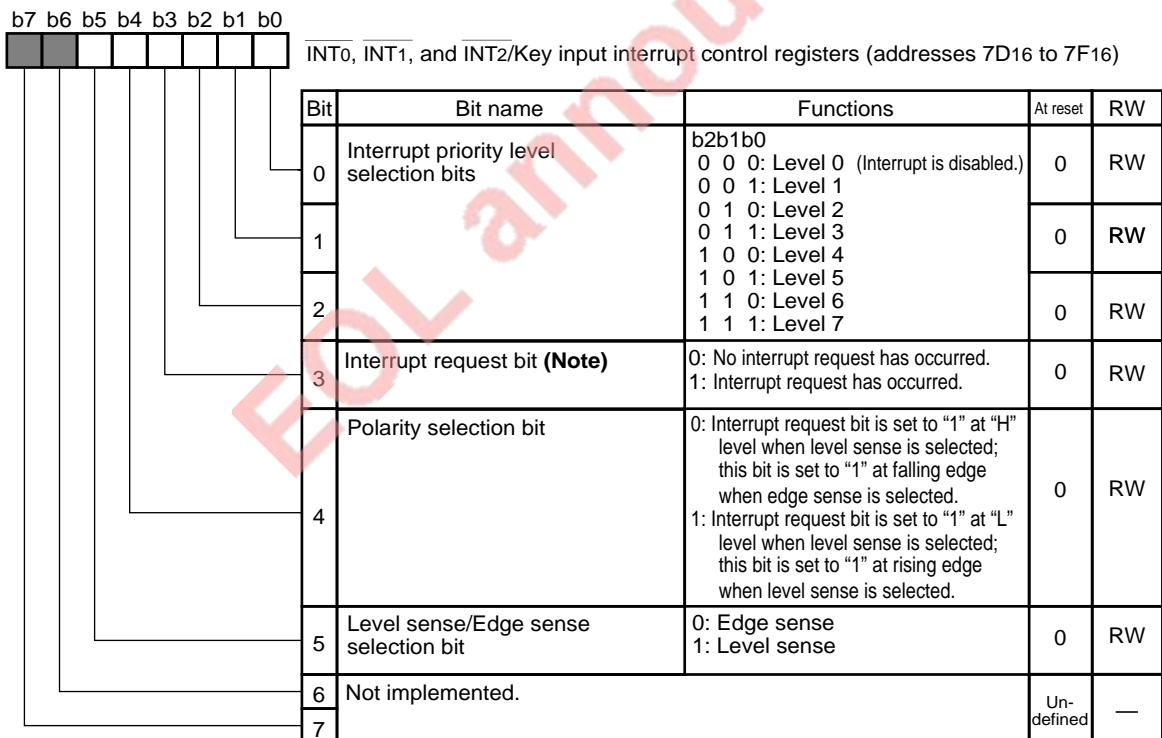 b7 b6 b5 b4 b3 b2 b1 b0
INT0, INT1, and INT2/Key input interrupt control registers (addresses 7D16 to 7F16)
Bit Bit name Functions At reset RW
0 Interrupt priority level
selection bits
b2b1b0
0 0 0: Level 0 (Interrupt is disabled.)
0 0 1: Level 1
0 1 0: Level 2
0 1 1: Level 3
1 0 0: Level 4
1 0 1: Level 5
1 1 0: Level 6
1 1 1: Level 7
0 RW
1 0 RW
2 0 RW
3 Interrupt request bit (Note)
0: No interrupt request has occurred.
1: Interrupt request has occurred.
0 RW
4 Polarity selection bit
0: Interrupt request bit is set to “1” at “H”
level when level sense is selected;
this bit is set to “1” at falling edge
when edge sense is selected.
1: Interrupt request bit is set to “1” at “L”
level when level sense is selected;
this bit is set to “1” at rising edge
when level sense is selected.
0 RW
5 Level sense/Edge sense
selection bit
0: Edge sense
1: Level sense
0 RW
6 Not implemented.
7
Un-
defined
—
EOL annou